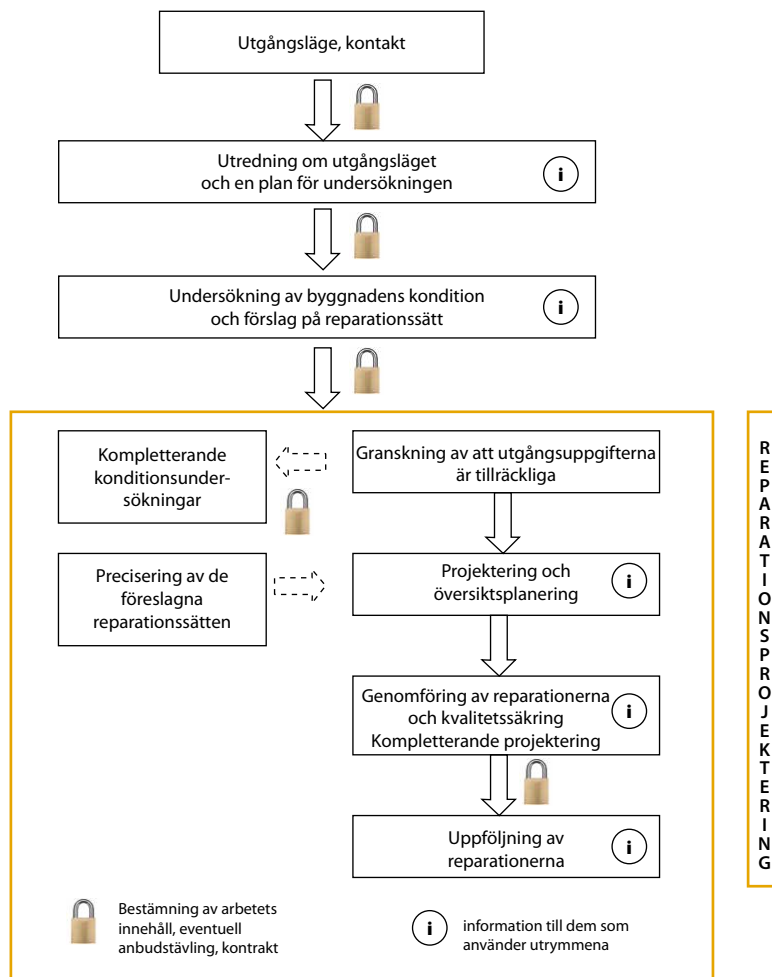 Utgångsläge, kontakt
Utredning om utgångsläget
och en plan för undersökningen
i
Undersökning av byggnadens kondition
och förslag på reparationssätt
i
Kompletterande
konditionsunder-
sökningar
Granskning av att utgångsuppgifterna
är tillräckliga
Precisering av de
föreslagna
reparationssätten
Projektering och
översiktsplanering
i
Genomföring av reparationerna
och kvalitetssäkring
Kompletterande projektering
i
Uppföljning av
reparationerna
i
Bestämning av arbetets
innehåll, eventuell
anbudstävling, kontrakt
i
information till dem som
använder utrymmena
REPARATIONSPROJEKTERING